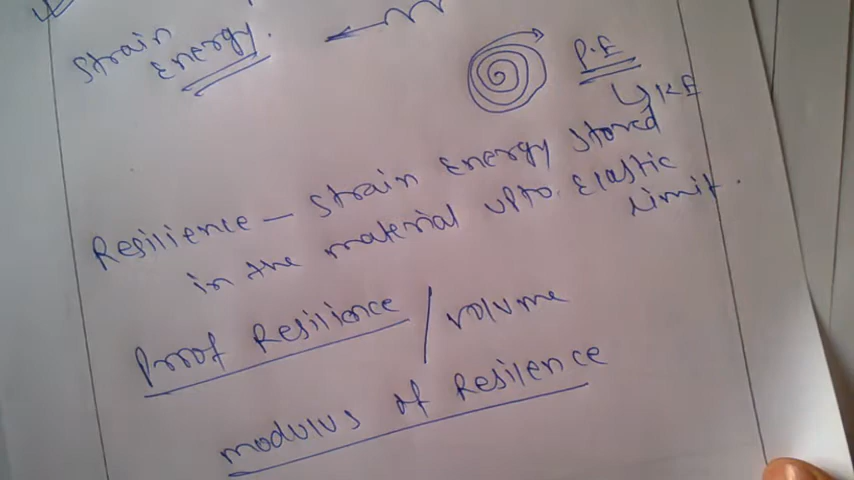 Strain
Energy.
P.E
K.E
Resilience — Strain Energy Stored
in the material upto Elastic
Limit.
Proof Resilience / volume
modulus of Resilence